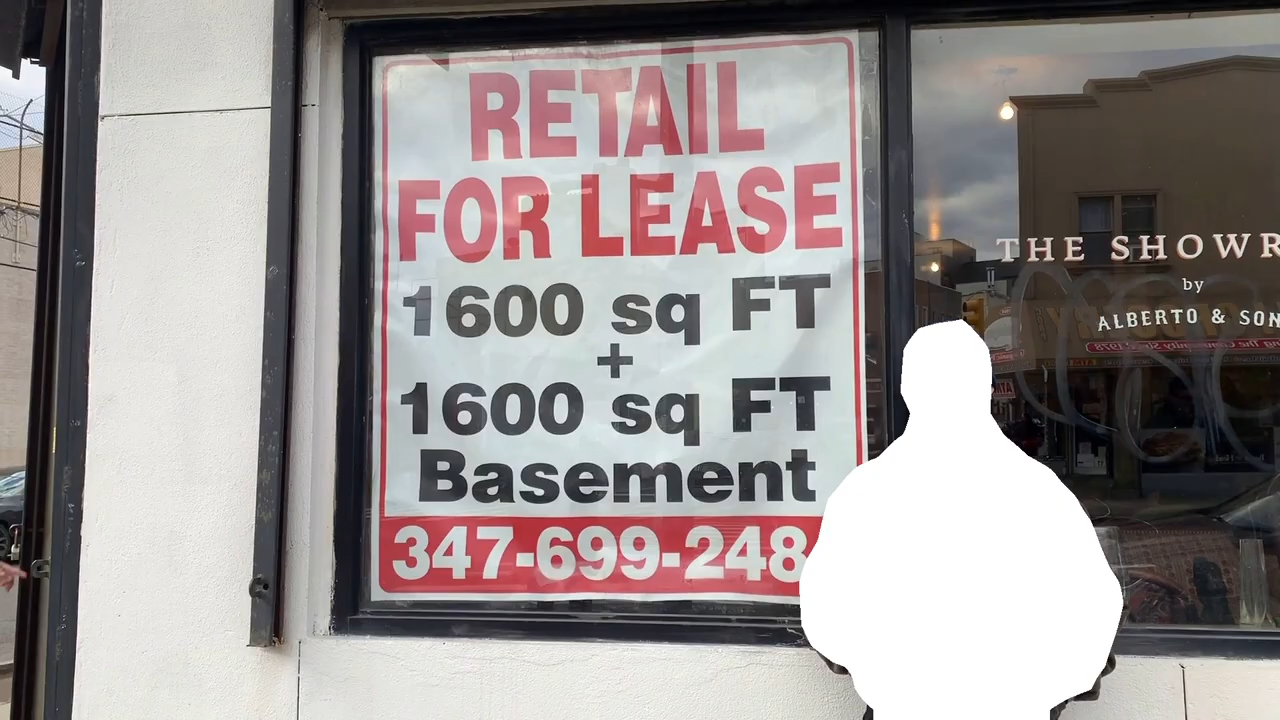 RETAIL
FOR LEASE
1600 sq FT
+
1600 sq FT
Basement
347-699-248
THE SHOWR
by
ALBERTO & SON